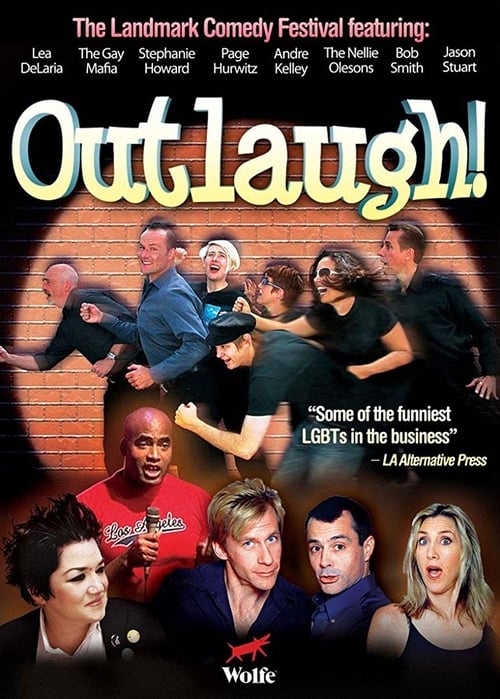 The Landmark Comedy Festival featuring:
Lea DeLaria
The Gay Mafia
Stephanie Howard
Page Hurwitz
Andre Kelley
The Nellie Olesons
Bob Smith
Jason Stuart
Outlaugh!
“Some of the funniest
LGBTs in the business”
– LA Alternative Press
Los Angeles
Wolfe